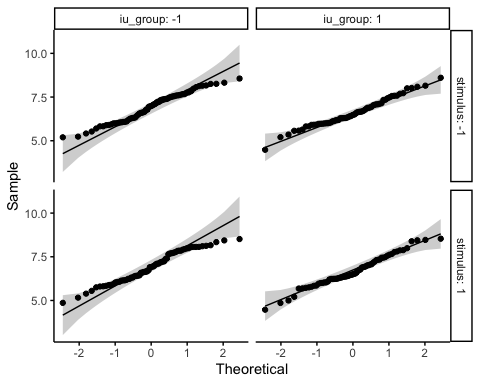 iu_group: -1
iu_group: 1
10.0
7.5
5.0
stimulus: -1
10.0
7.5
5.0
stimulus: 1
Sample
-2 -1 0 1 2
-2 -1 0 1 2
Theoretical